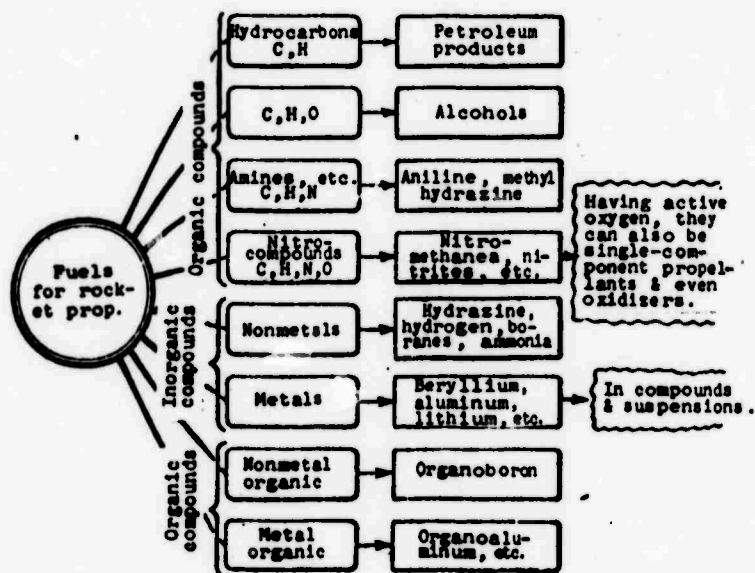 Fuels
for rock-
et prop.
Organic compounds
Hydrocarbons
C,H
Petroleum
products
C,H,O
Alcohols
Amines, etc.
C,H,N
Aniline, methyl
hydrazine
Nitro-
compounds
C,H,N,O
Nitro-
methanea, ni-
trites, etc.
Having active
oxygen, they
can also be
single-com-
ponent propel-
lants & even
oxidizers.
Inorganic
compounds
Nonmetals
Hydrazine,
hydrogen, bo-
ranes, ammonia
Metals
Beryllium,
aluminum,
lithium, etc.
In compounds
& suspensions.
Organic
compounds
Nonmetal
organic
Organoboron
Metal
organic
Organoalu-
minum, etc.